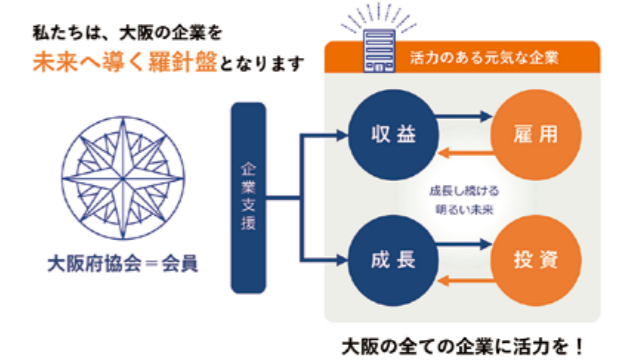 私たちは、大阪の企業を
未来へ導く羅針盤となります
活力のある元気な企業
企業支援
収益
雇用
成長し続ける
明るい未来
成長
投資
大阪府協会＝会員
大阪の全ての企業に活力を！